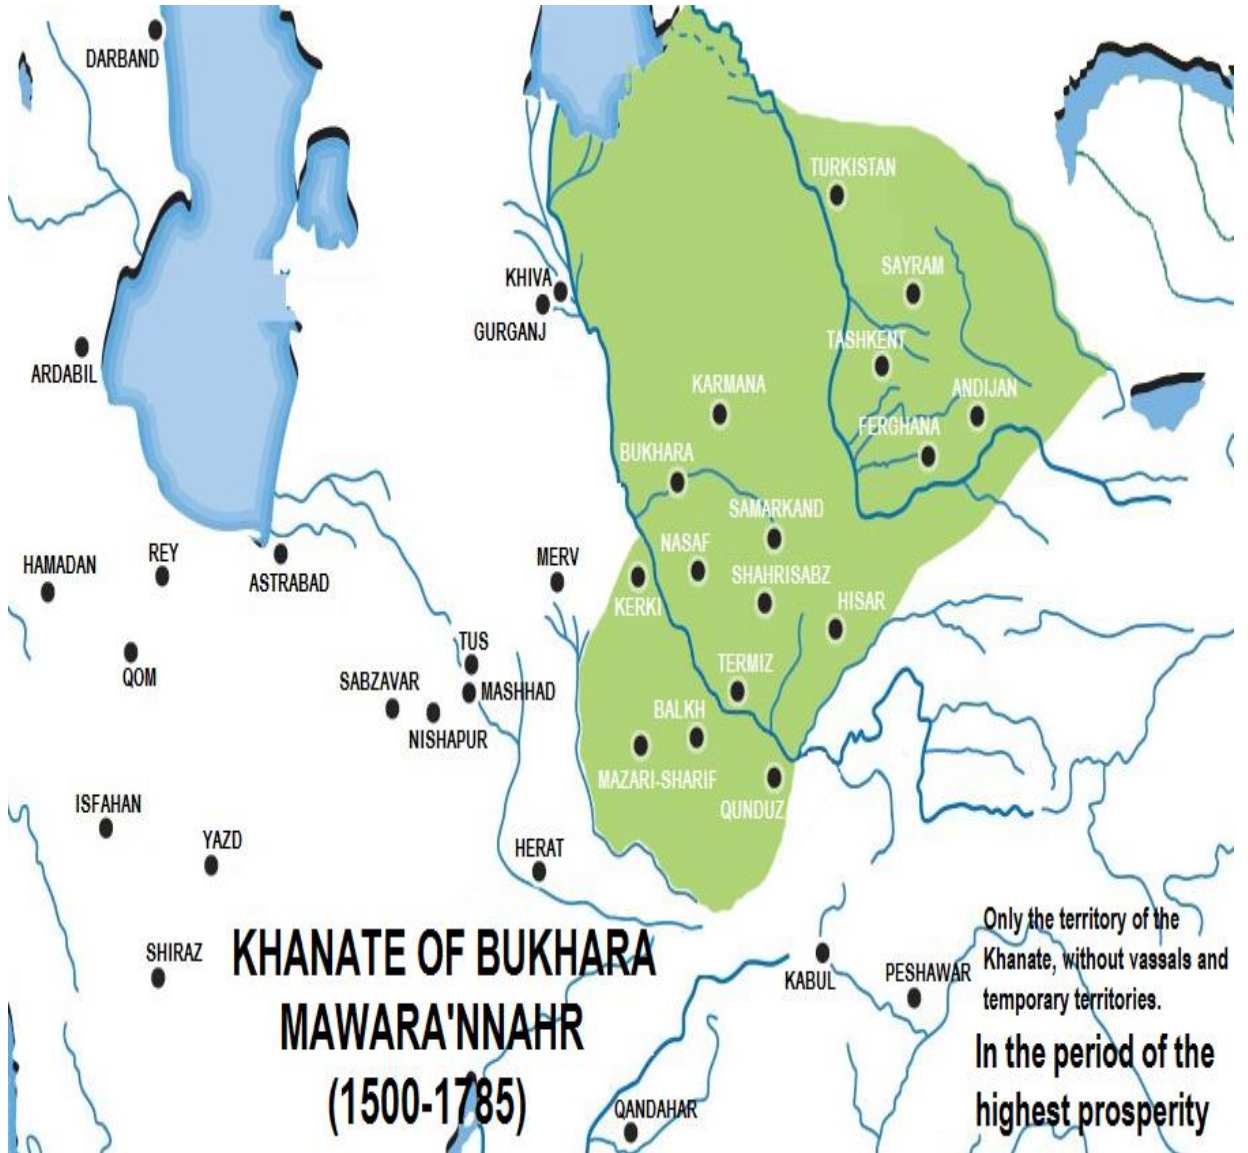 DARBAND
TURKISTAN
SAYRAM
KHIVA
GURGANJ
TASHKENT
ARDABIL
KARMANA
ANDIJAN
FERGHANA
BUKHARA
SAMARKAND
NASAF
MERV
REY
HAMADAN
ASTRABAD
SHAHRISABZ
KERKI
HISAR
TUS
QOM
TERMIZ
SABZAVAR
MASHHAD
BALKH
NISHAPUR
MAZARI-SHARIF
ISFAHAN
QUNDUZ
YAZD
HERAT
SHIRAZ
KABUL
PESHAWAR
QANDAHAR
KHANATE OF BUKHARA
MAWARA'NNAHR
(1500-1785)
Only the territory of the
Khanate, without vassals and
temporary territories.
In the period of the
highest prosperity